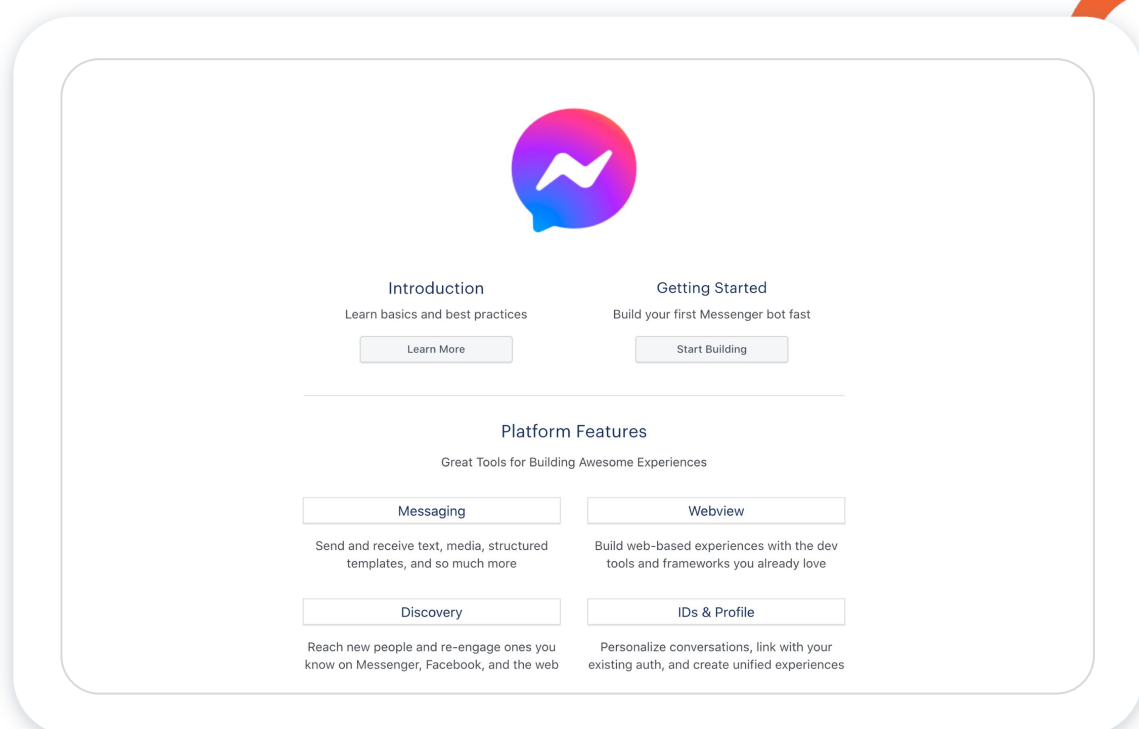 Introduction
Learn basics and best practices
Learn More
Getting Started
Build your first Messenger bot fast
Start Building
Platform Features
Great Tools for Building Awesome Experiences
Messaging
Send and receive text, media, structured
templates, and so much more
Webview
Build web-based experiences with the dev
tools and frameworks you already love
Discovery
Reach new people and re-engage ones you
know on Messenger, Facebook, and the web
IDs & Profile
Personalize conversations, link with your
existing auth, and create unified experiences